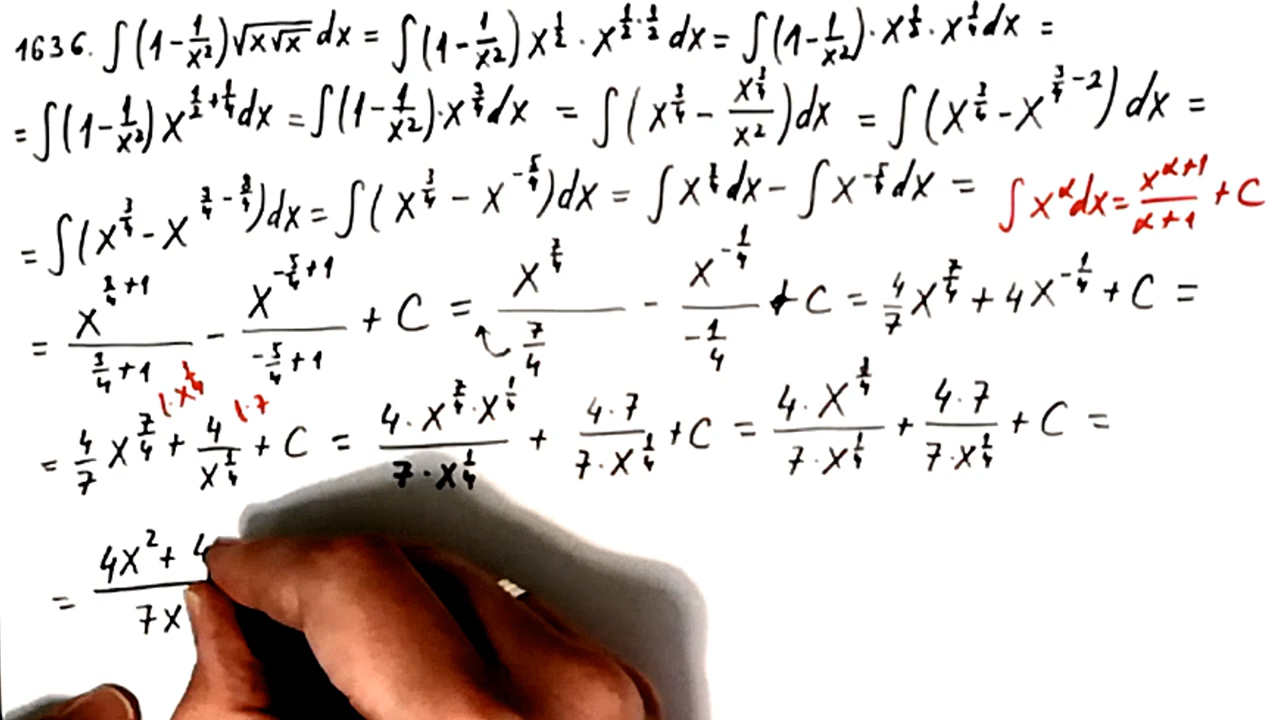 1636. ∫(1-1/x²)√(x√x) dx = ∫(1-1/x²) x^(1/2) · x^(1/2·1/2) dx = ∫(1-1/x²) · x^(1/2) · x^(1/4) dx =
= ∫(1-1/x²) x^(1/2+1/4) dx = ∫(1-1/x²) · x^(3/4) dx = ∫(x^(3/4) - x^(3/4)/x²) dx = ∫(x^(3/4) - x^(3/4-2)) dx =
= ∫(x^(3/4) - x^(3/4-8/4)) dx = ∫(x^(3/4) - x^(-5/4)) dx = ∫x^(3/4) dx - ∫x^(-5/4) dx = ∫x^α dx = x^(α+1)/(α+1) + C
= x^(3/4+1)/(3/4+1) - x^(-5/4+1)/(-5/4+1) + C = x^(7/4)/(7/4) - x^(-1/4)/(-1/4) + C = 4/7 x^(7/4) + 4x^(-1/4) + C =
= 4/7 x^(7/4) (·x^(1/4) + 4/x^(1/4) (·7 + C = 4·x^(7/4)·x^(1/4)/(7·x^(1/4)) + 4·7/(7·x^(1/4)) + C = 4·x^(8/4)/(7·x^(1/4)) + 4·7/(7·x^(1/4)) + C =
= (4x² + 4)/(7x)